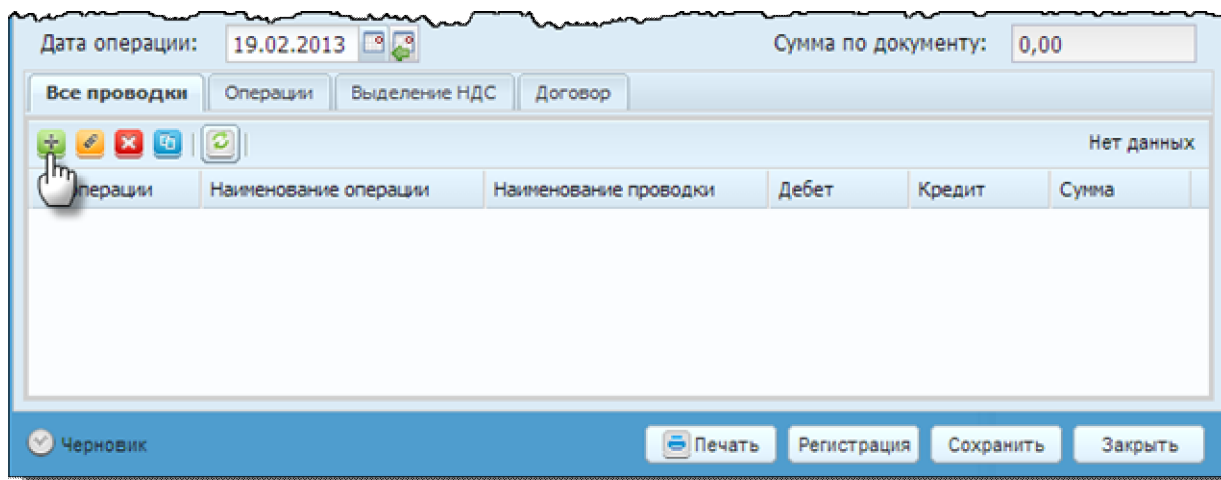 Дата операции: 19.02.2013 Сумма по документу: 0,00
Все проводки Операции Выделение НДС Договор
Нет данных
перации Наименование операции Наименование проводки Дебет Кредит Сумма
Черновик Печать Регистрация Сохранить Закрыть